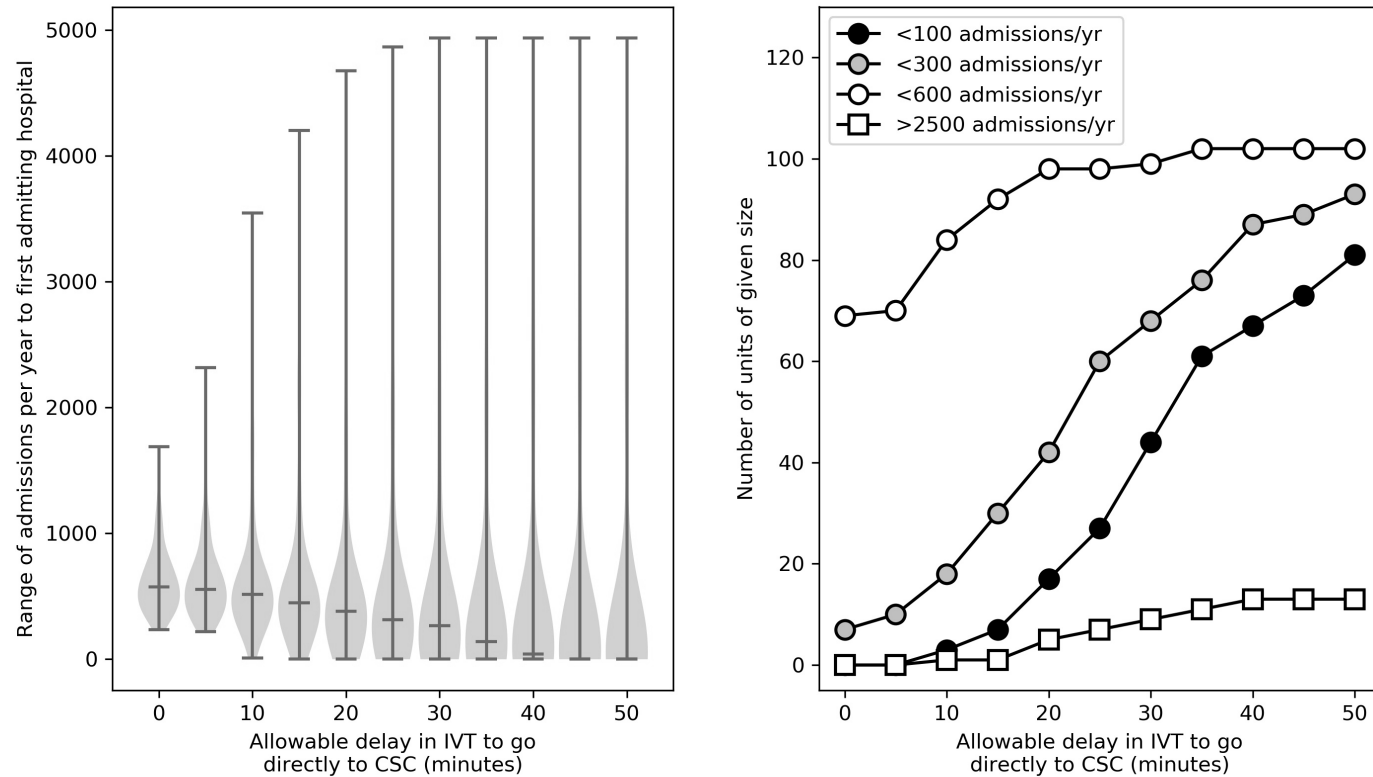 Range of admissions per year to first admitting hospital
5000
4000
3000
2000
1000
0
0 10 20 30 40 50
Allowable delay in IVT to go
directly to CSC (minutes)
Number of units of given size
120
100
80
60
40
20
0
<100 admissions/yr
<300 admissions/yr
<600 admissions/yr
>2500 admissions/yr
0 10 20 30 40 50
Allowable delay in IVT to go
directly to CSC (minutes)